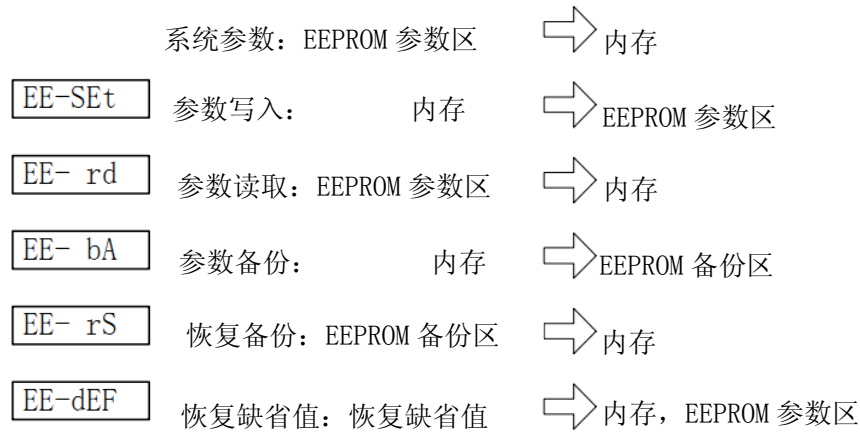 系统参数：EEPROM 参数区 内存
EE-SEt 参数写入： 内存 EEPROM 参数区
EE- rd 参数读取：EEPROM 参数区 内存
EE- bA 参数备份： 内存 EEPROM 备份区
EE- rS 恢复备份：EEPROM 备份区 内存
EE-dEF 恢复缺省值：恢复缺省值 内存，EEPROM 参数区